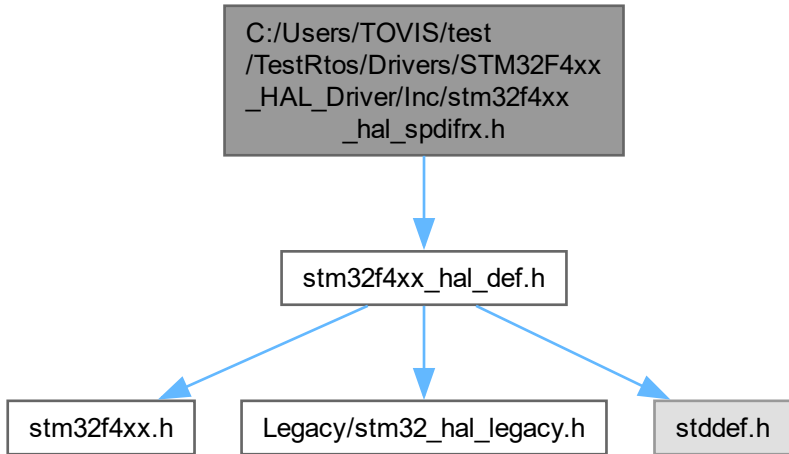 C:/Users/TOVIS/test
/TestRtos/Drivers/STM32F4xx
_HAL_Driver/Inc/stm32f4xx
_hal_spdifrx.h
stm32f4xx_hal_def.h
stm32f4xx.h
Legacy/stm32_hal_legacy.h
stddef.h